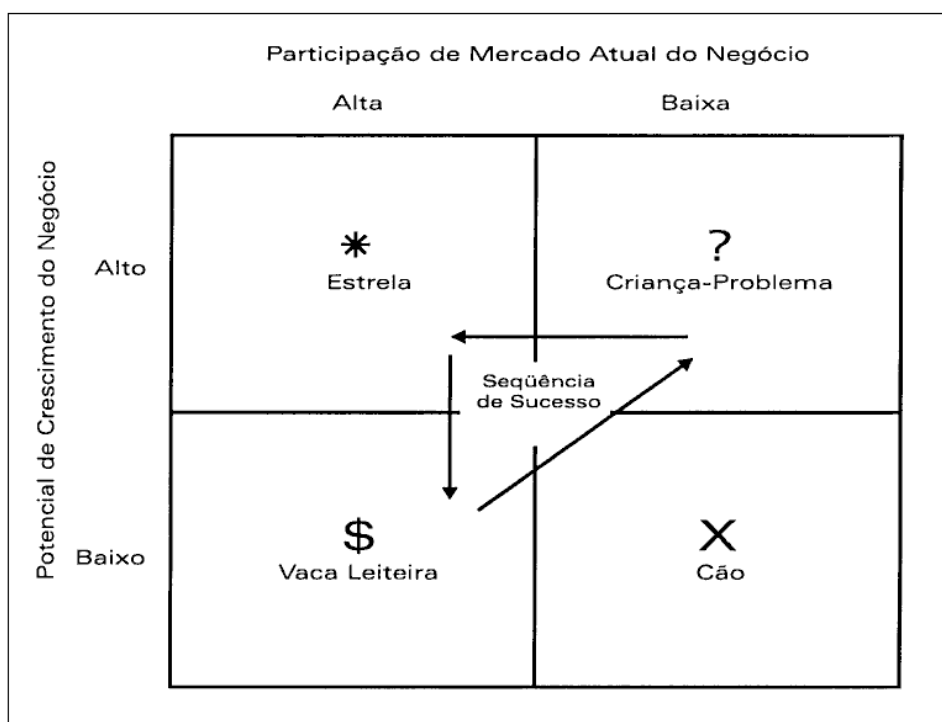 Participação de Mercado Atual do Negócio
Alta
Baixa
Potencial de Crescimento do Negócio
Alto
*
Estrela
?
Criança-Problema
Seqüência
de Sucesso
Baixo
$
Vaca Leiteira
X
Cão